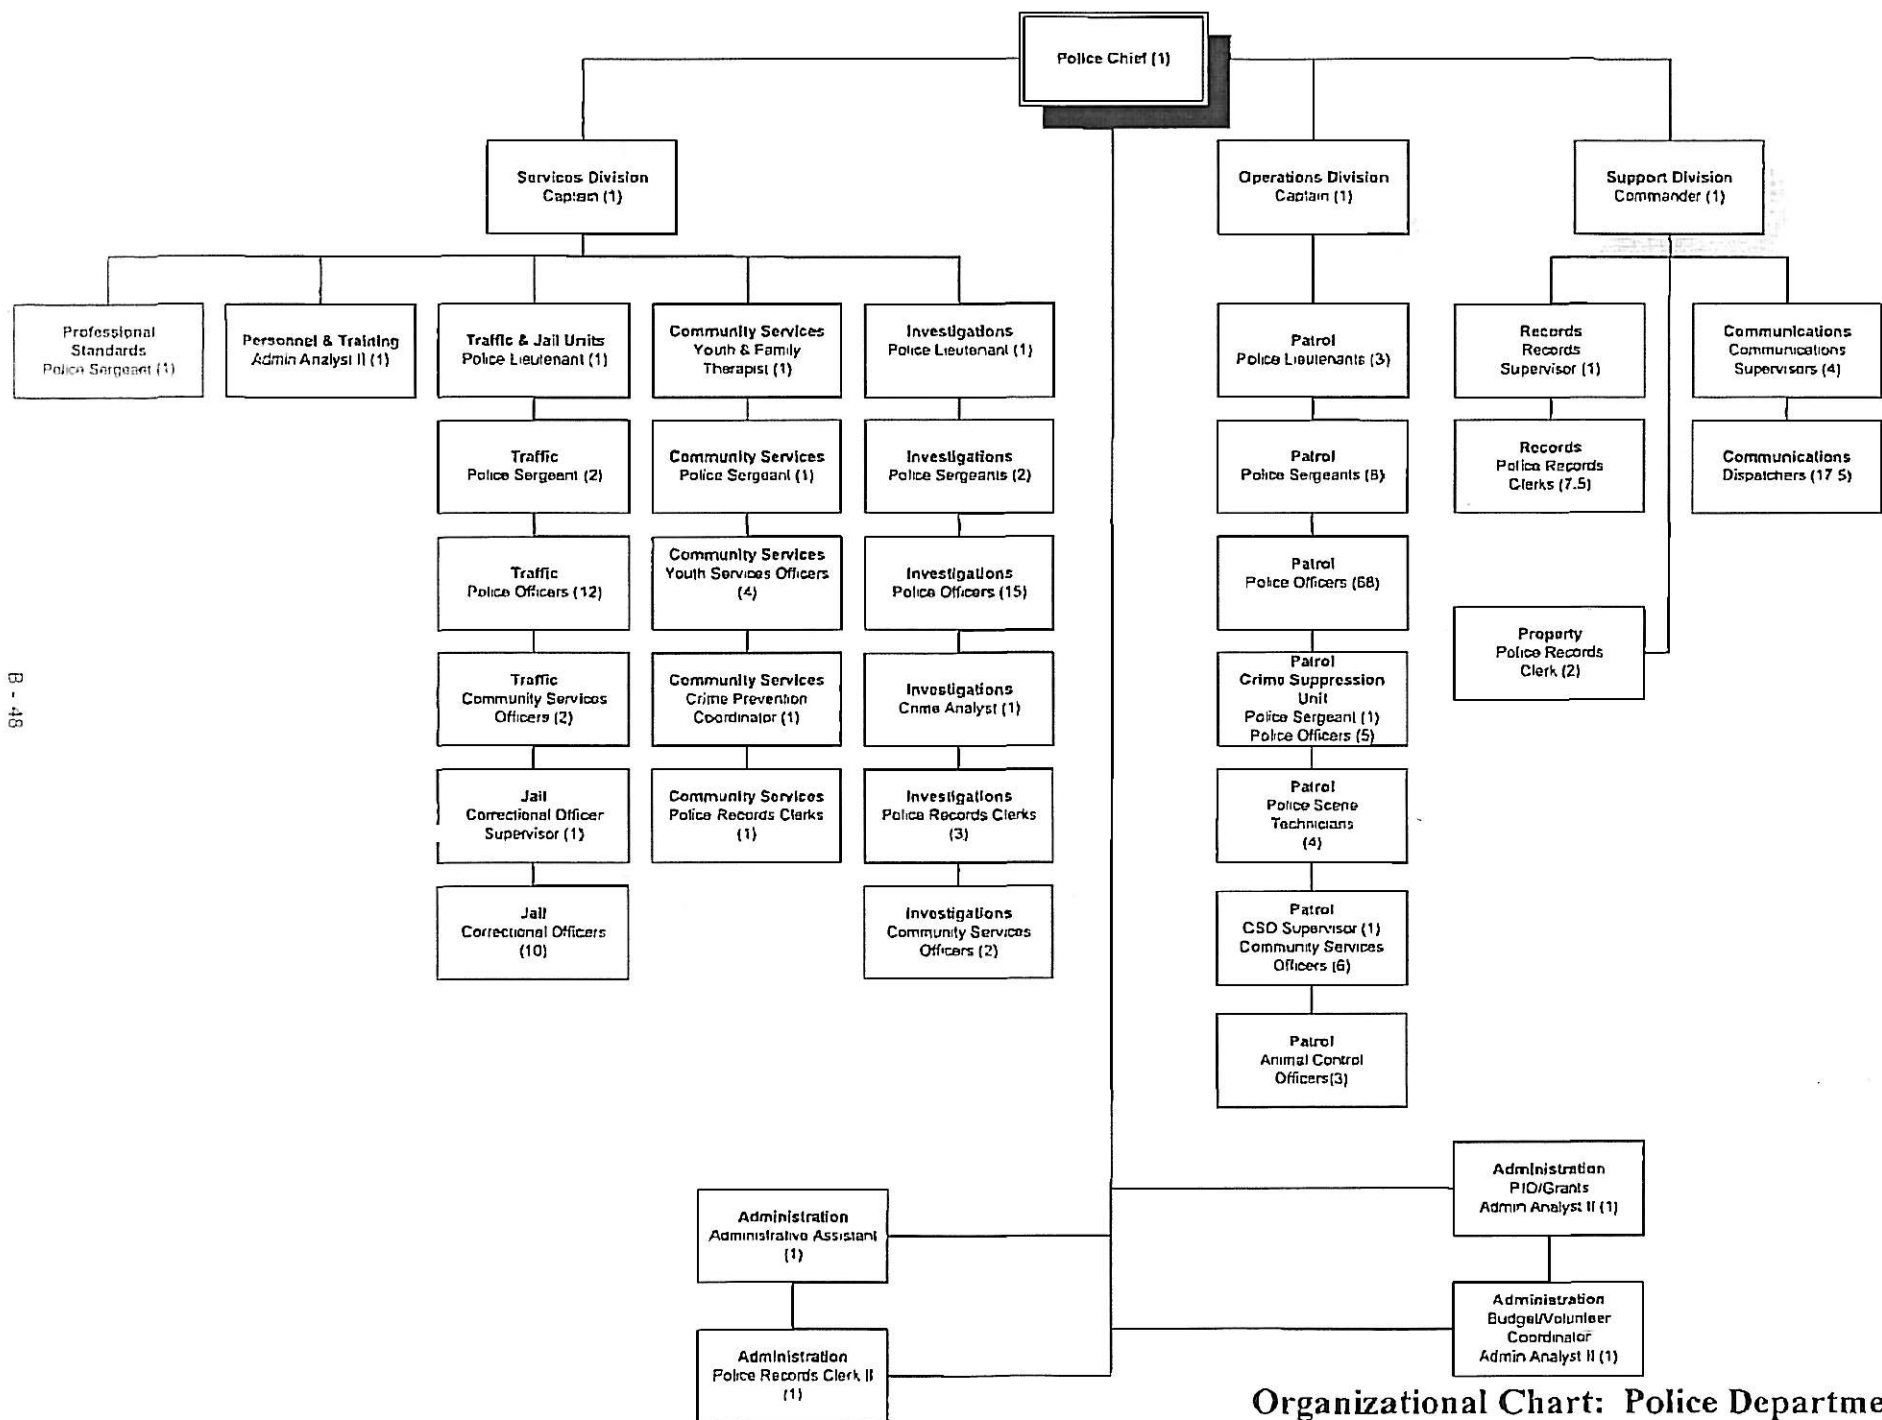 Police Chief (1)
Services Division
Captain (1)
Operations Division
Captain (1)
Support Division
Commander (1)
Professional
Standards
Police Sergeant (1)
Personnel & Training
Admin Analyst II (1)
Traffic & Jail Units
Police Lieutenant (1)
Community Services
Youth & Family
Therapist (1)
Investigations
Police Lieutenant (1)
Patrol
Police Lieutenants (3)
Records
Records
Supervisor (1)
Communications
Communications
Supervisors (4)
Traffic
Police Sergeant (2)
Community Services
Police Sergeant (1)
Investigations
Police Sergeants (2)
Patrol
Police Sergeants
Records
Police Records
Clerks (7.5)
Communications
Dispatchers (17 5)
Traffic
Police Officers (12)
Community Services
Youth Services Officers
(4)
Investigations
Police Officers (15)
Patrol
Police Officers
Property
Police Records
Clerk (2)
Traffic
Community Services
Officers (2)
Community Services
Crime Prevention
Coordinator (1)
Investigations
Crime Analyst (1)
Patrol
Crime Suppression
Unit
Police Sergeant (1)
Police Officers (5)
Jail
Correctional Officer
Supervisor (1)
Community Services
Police Records Clerks
(1)
Investigations
Police Records Clerks
(3)
Patrol
Police Scene
Technicians
(4)
Jail
Correctional Officers
(10)
Investigations
Community Services
Officers (2)
Patrol
CSO Supervisor (1)
Community Services
Officers (6)
Patrol
Animal Control
Officers(3)
Administration
PIO/Grants
Admin Analyst II (1)
Administration
Administrative Assistant
(1)
Administration
Budget/Volunteer
Coordinator
Admin Analyst II (1)
Administration
Police Records Clerk II
(1)
Organizational Chart: Police Departme
B - 48